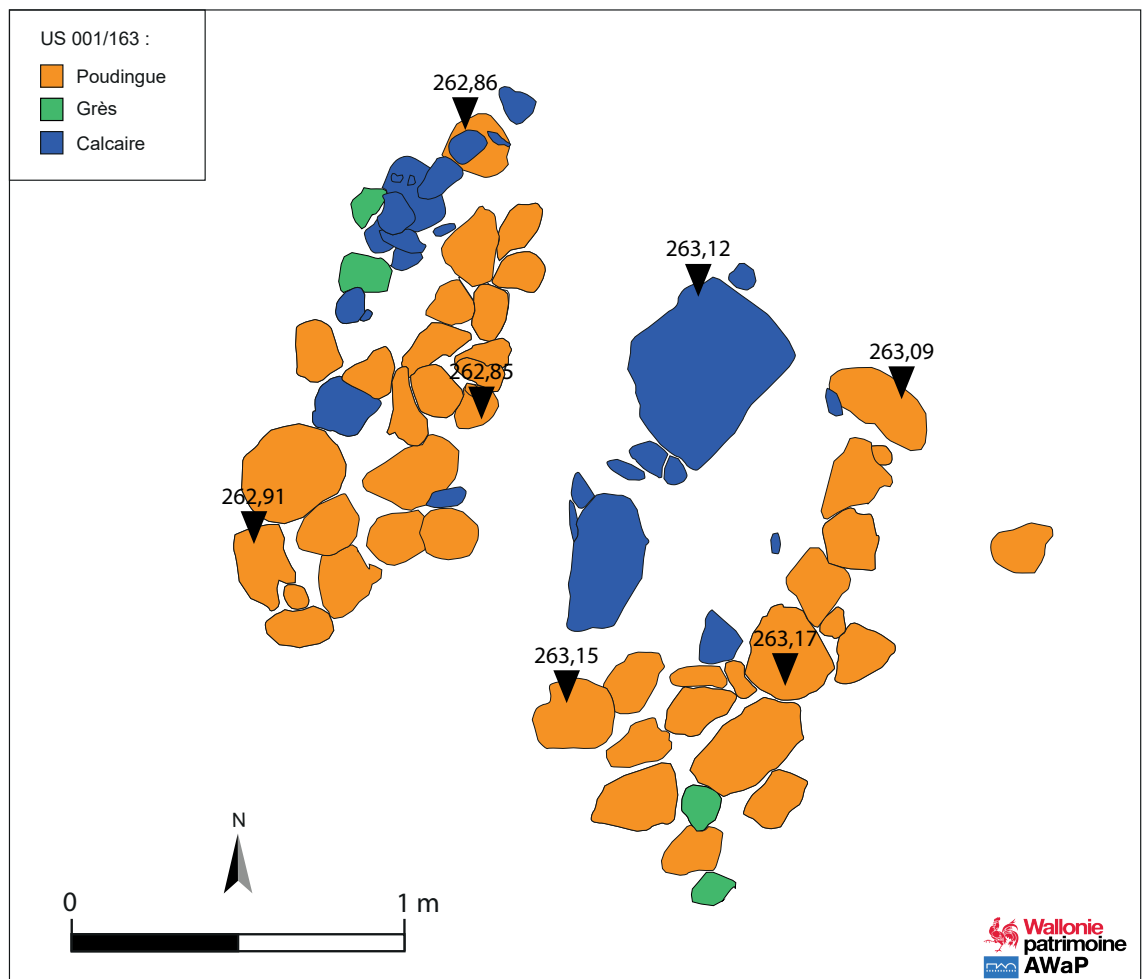 US 001/163 :
Poudingue
Grès
Calcaire
262,86
263,12
263,09
262,85
262,91
263,17
263,15
N
0 1 m
Wallonie
patrimoine
AWaP